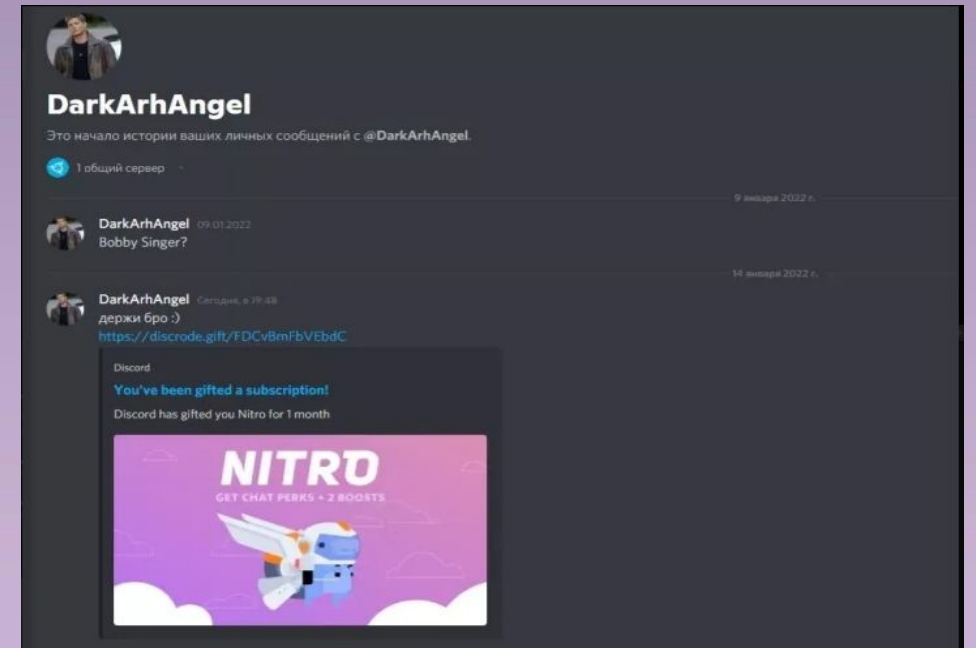 DarkArhAngel
Это начало истории ваших личных сообщений с @DarkArhAngel.
1 общий сервер
9 января 2022 г.
DarkArhAngel 09.01.2022
Bobby Singer?
14 января 2022 г.
DarkArhAngel Сегодня, в 19:48
держи бро :)
https://discrode.gift/FDCvBmFbVEbdC
Discord
You've been gifted a subscription!
Discord has gifted you Nitro for 1 month
NITRO
GET CHAT PERKS + 2 BOOSTS